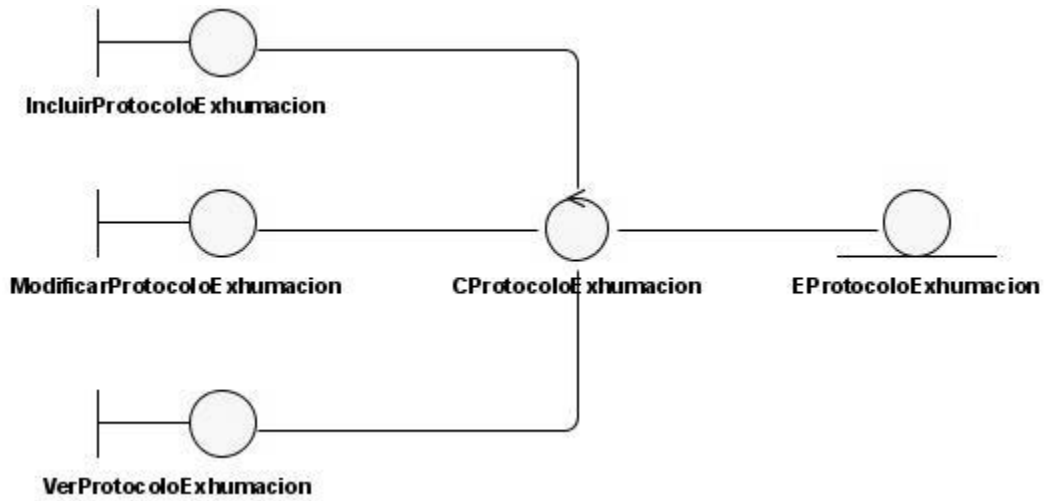 IncluirProtocoloExhumacion
ModificarProtocoloExhumacion
CProtocoloExhumacion
EProtocoloExhumacion
VerProtocoloExhumacion